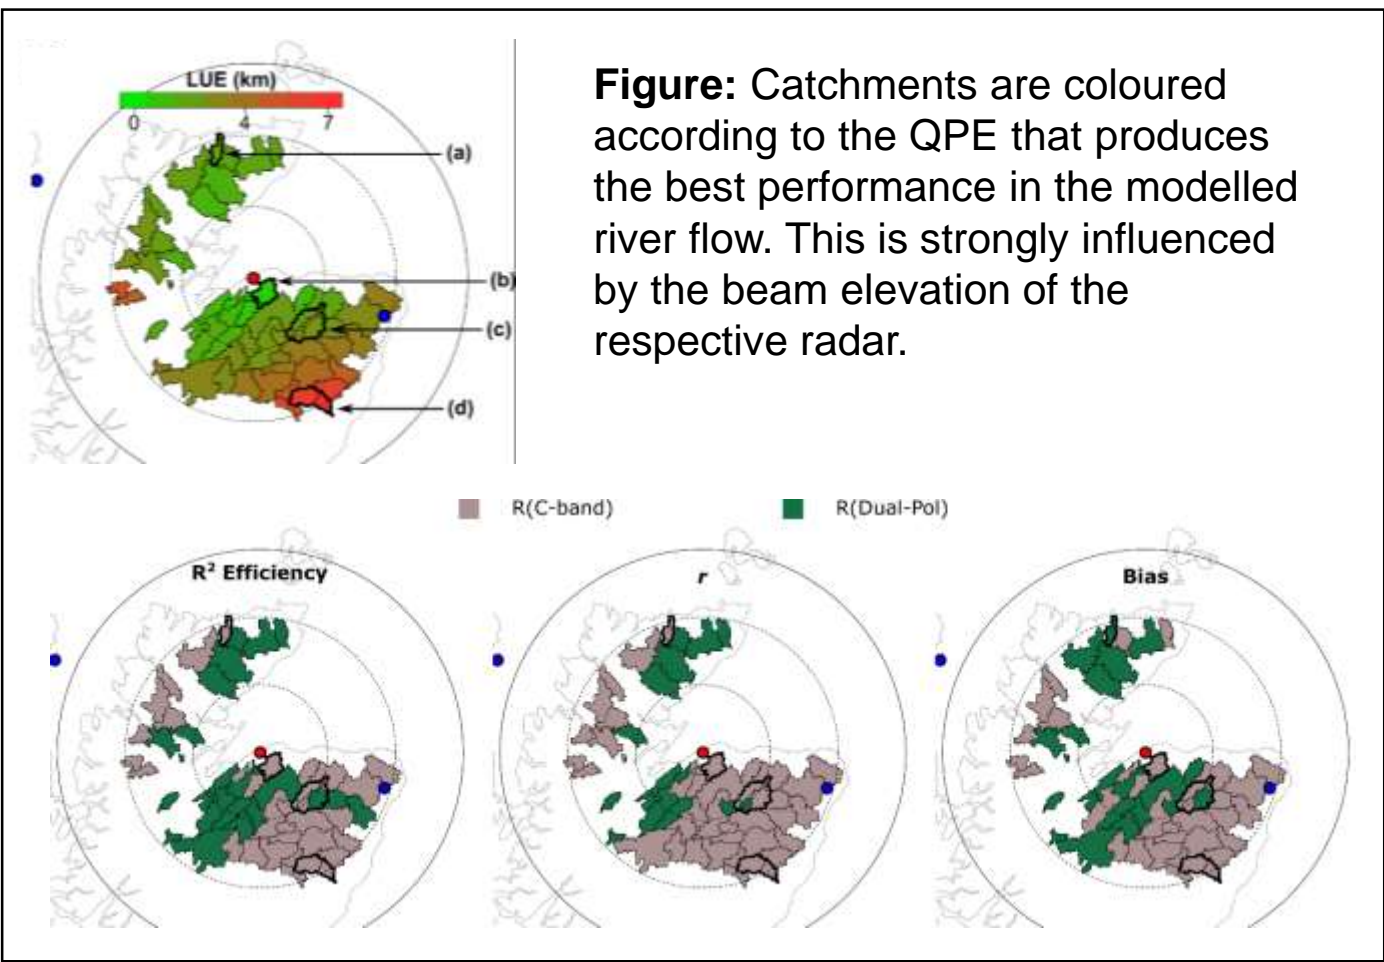 LUE (km)
0 4 7
(a)
(b)
(c)
(d)
Figure: Catchments are coloured
according to the QPE that produces
the best performance in the modelled
river flow. This is strongly influenced
by the beam elevation of the
respective radar.
R(C-band) R(Dual-Pol)
R² Efficiency
r
Bias